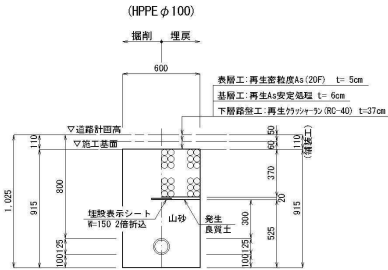 (HPPEφ100)
掘削 埋戻
600
表層工:再生密粒度As(20F) t= 5cm
基層工:再生As安定処理 t= 6cm
下層路盤工:再生クラッシャーラン(RC-40) t=37cm
▽道路計画高
▽施工基面
110
50
60
110
(舗装工)
1,025
915
800
370
20
915
埋設表示シート
W=150 2倍折込
山砂
発生
良質土
300
525
100
125
100
125